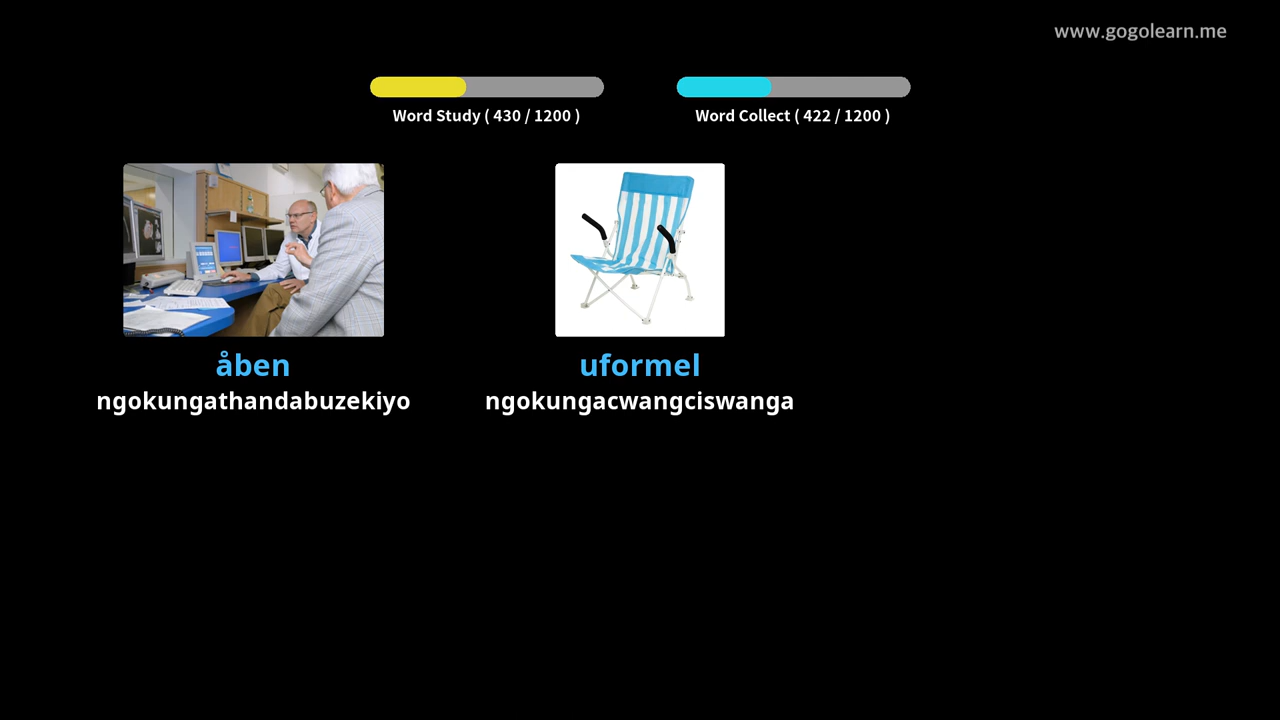 www.gogolearn.me
Word Study ( 430 / 1200 )
Word Collect ( 422 / 1200 )
åben
uformel
ngokungathandabuzekiyo
ngokungacwangciswanga